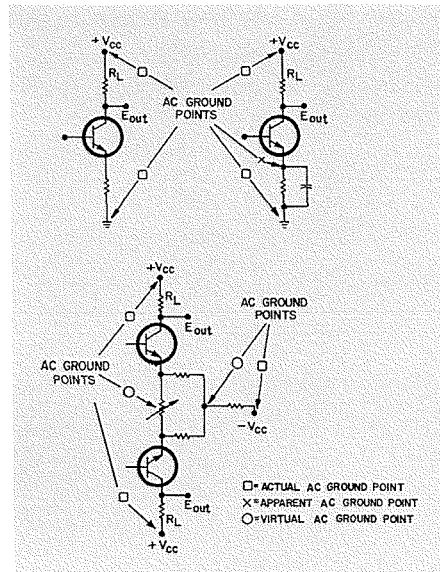 +VCC
+VCC
RL
RL
AC GROUND
POINTS
Eout
Eout
+VCC
RL
AC GROUND
POINTS
Eout
AC GROUND
POINTS
-VCC
□=ACTUAL AC GROUND POINT
X=APPARENT AC GROUND POINT
○=VIRTUAL AC GROUND POINT
Eout
RL
+VCC